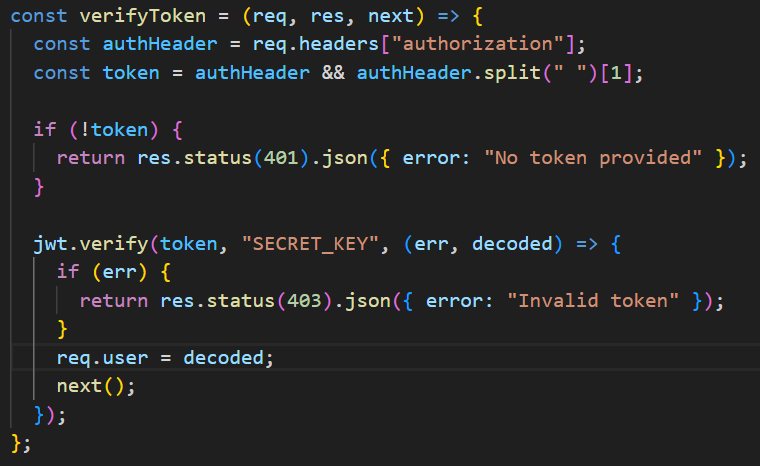 const verifyToken = (req, res, next) => {
  const authHeader = req.headers["authorization"];
  const token = authHeader && authHeader.split(" ")[1];

  if (!token) {
    return res.status(401).json({ error: "No token provided" });
  }

  jwt.verify(token, "SECRET_KEY", (err, decoded) => {
    if (err) {
      return res.status(403).json({ error: "Invalid token" });
    }
    req.user = decoded;
    next();
  });
};